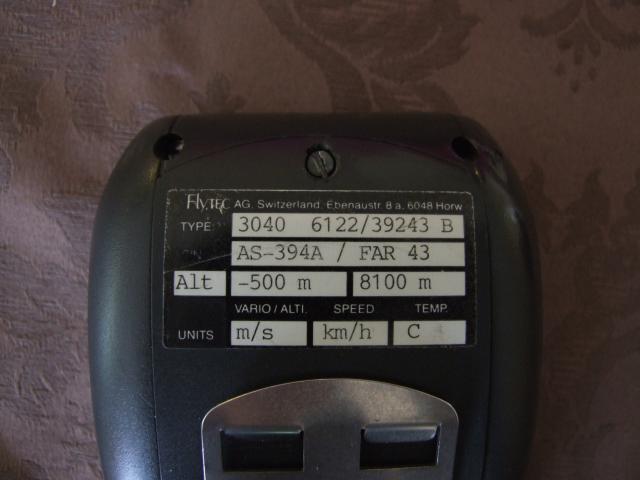 Flytec AG. Switzerland. Ebenaustr. 8 a, 6048 Horw
TYPE: 3040 6122/39243 B
AS-394A / FAR 43
Alt -500 m 8100 m
VARIO / ALTI. SPEED TEMP.
UNITS m/s km/h C